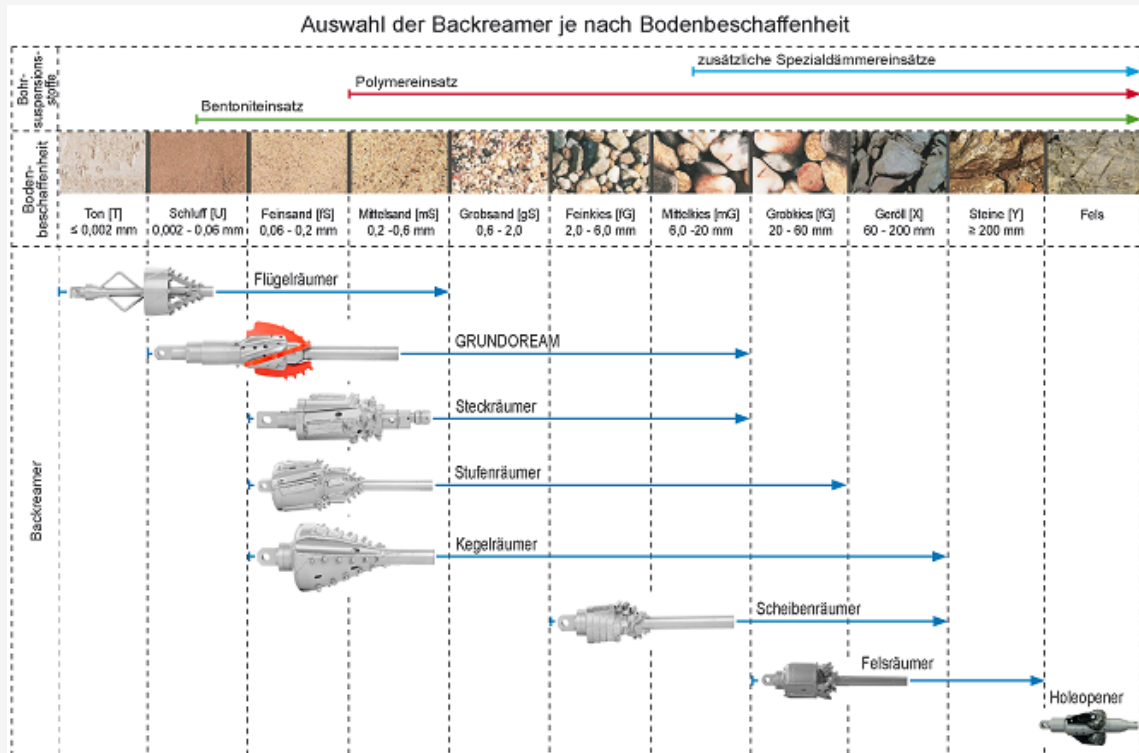 Auswahl der Backreamer je nach Bodenbeschaffenheit
Bohr-
suspensions-
stoffe
zusätzliche Spezialdämmereinsätze
Polymereinsatz
Bentoniteinsatz
Boden-
beschaffenheit
Ton [T]
≤ 0,002 mm
Schluff [U]
0,002 - 0,06 mm
Feinsand [fS]
0,06 - 0,2 mm
Mittelsand [mS]
0,2 -0,6 mm
Grobsand [gS]
0,6 - 2,0
Feinkies [fG]
2,0 - 6,0 mm
Mittelkies [mG]
6,0 -20 mm
Grobkies [fG]
20 - 60 mm
Geröll [X]
60 - 200 mm
Steine [Y]
≥ 200 mm
Fels
Backreamer
Flügelräumer
GRUNDOREAM
Steckräumer
Stufenräumer
Kegelräumer
Scheibenräumer
Felsräumer
Holeopener